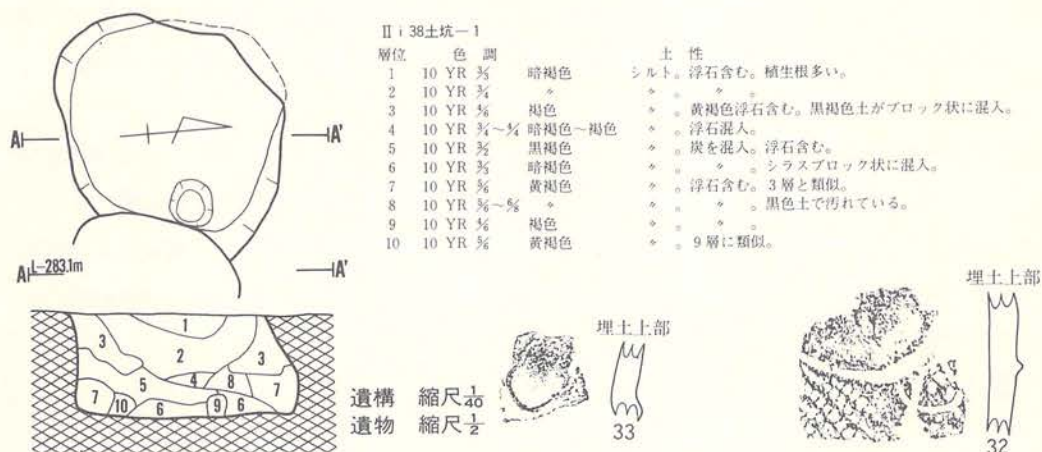 Ⅱ i 38土坑―1
層位 色調 土性
1 10 YR 3/3 暗褐色 シルト。浮石含む。植生根多い。
2 10 YR 3/4 〃 〃。〃。
3 10 YR 4/6 褐色 〃。黄褐色浮石含む。黒褐色土がブロック状に混入。
4 10 YR 3/4～4/4 暗褐色～褐色 〃。浮石混入。
5 10 YR 3/2 黒褐色 〃。炭を混入。浮石含む。
6 10 YR 3/3 暗褐色 〃。〃。シラスブロック状に混入。
7 10 YR 5/6 黄褐色 〃。浮石含む。3層と類似。
8 10 YR 〃 〃。〃。黒色土で汚れている。
9 10 YR 4/6 褐色 〃。〃。
10 10 YR 5/6 黄褐色 〃。9層に類似。
A A'
A L-283.1m A'
1
2
3 3
4 8
5
7 10 6 9 6 7
遺構 縮尺1/40
遺物 縮尺1/2
埋土上部
33
埋土上部
32